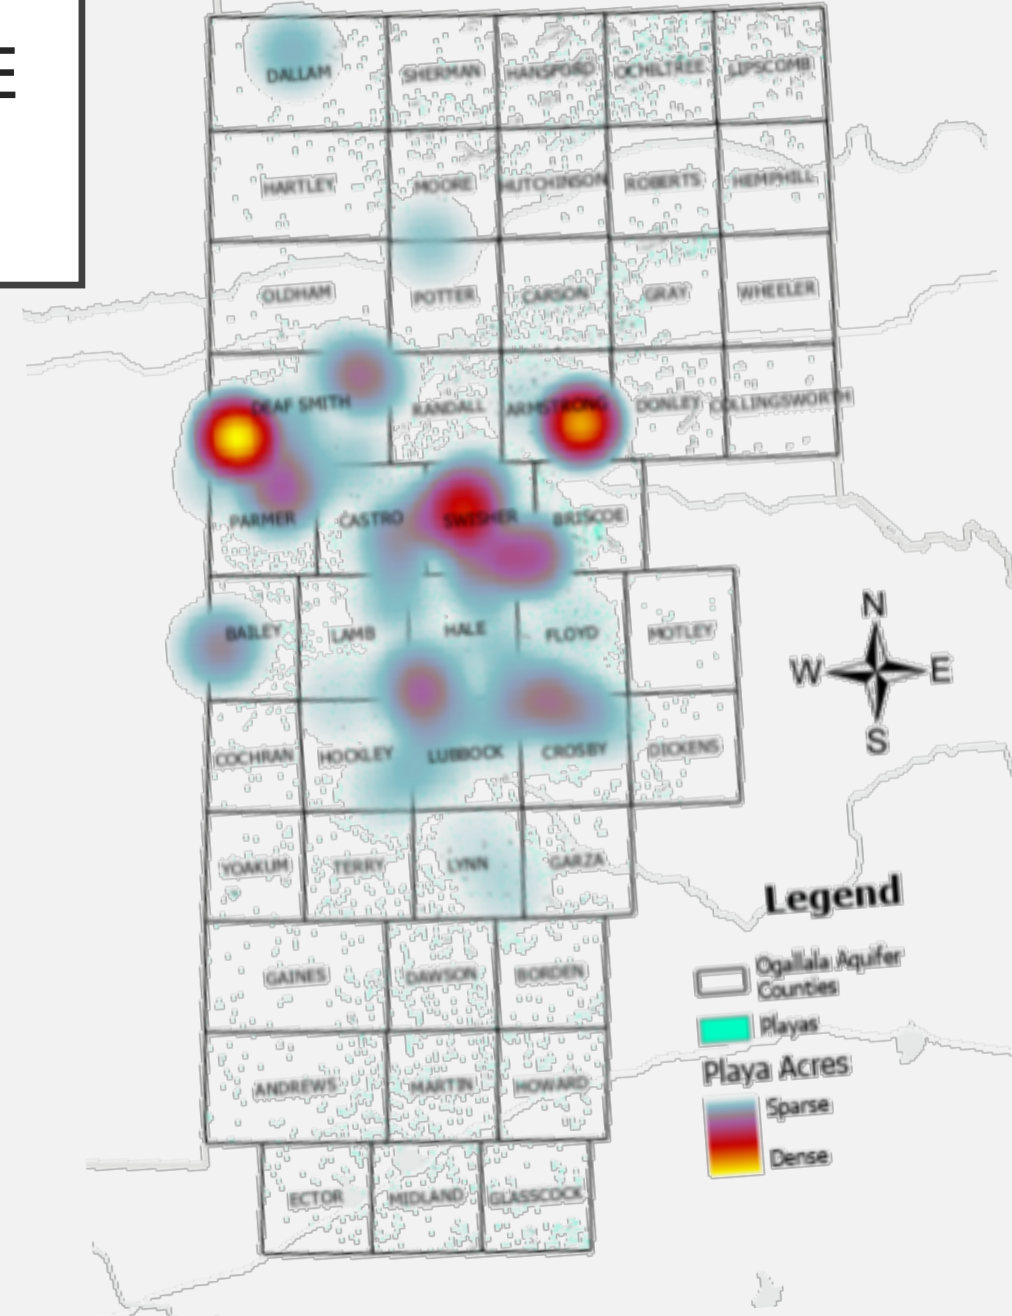 E
DALLAM
SHERMAN
HANSFORD
OCHILTREE
LIPSCOMB
HARTLEY
MOORE
HUTCHINSON
ROBERTS
HEMPHILL
OLDHAM
POTTER
CARSON
GRAY
WHEELER
DEAF SMITH
RANDALL
ARMSTRONG
DONLEY
COLLINGSWORTH
PARMER
CASTRO
SWISHER
BRISCOE
BAILEY
LAMB
HALE
FLOYD
MOTLEY
COCHRAN
HOCKLEY
LUBBOCK
CROSBY
DICKENS
YOAKUM
TERRY
LYNN
GARZA
GAINES
DAWSON
BORDEN
ANDREWS
MARTIN
HOWARD
ECTOR
MIDLAND
GLASSCOCK
N
W
E
S
Legend
Ogallala Aquifer
Counties
Playas
Playa Acres
Sparse
Dense